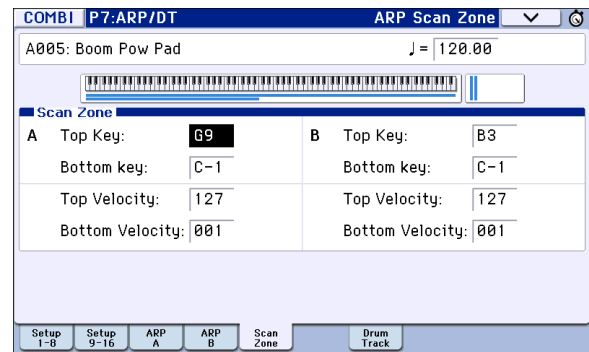 COMBI P7:ARP/DT ARP Scan Zone
A005: Boom Pow Pad ♩= 120.00
Scan Zone
A Top Key: G9 B Top Key: B3
Bottom key: C-1 Bottom Key: C-1
Top Velocity: 127 Top Velocity: 127
Bottom Velocity: 001 Bottom Velocity: 001
Setup 1-8 Setup 9-16 ARP A ARP B Scan Zone Drum Track